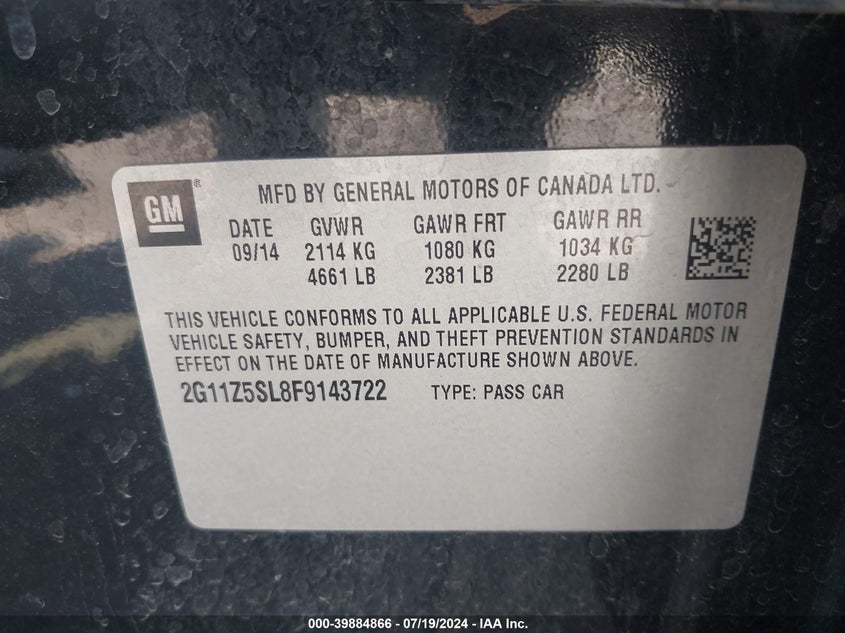 GM®
MFD BY GENERAL MOTORS OF CANADA LTD.
DATE GVWR GAWR FRT GAWR RR
09/14 2114 KG 1080 KG 1034 KG
4661 LB 2381 LB 2280 LB
THIS VEHICLE CONFORMS TO ALL APPLICABLE U.S. FEDERAL MOTOR
VEHICLE SAFETY, BUMPER, AND THEFT PREVENTION STANDARDS IN
EFFECT ON THE DATE OF MANUFACTURE SHOWN ABOVE.
2G11Z5SL8F9143722 TYPE: PASS CAR
000-39884866 - 07/19/2024 - IAA Inc.